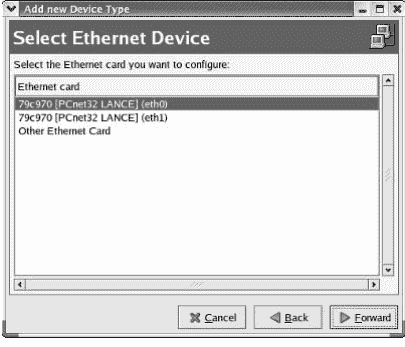 Add new Device Type
Select Ethernet Device
Select the Ethernet card you want to configure:
Ethernet card
79c970 [PCnet32 LANCE] (eth0)
79c970 [PCnet32 LANCE] (eth1)
Other Ethernet Card
Cancel
Back
Forward